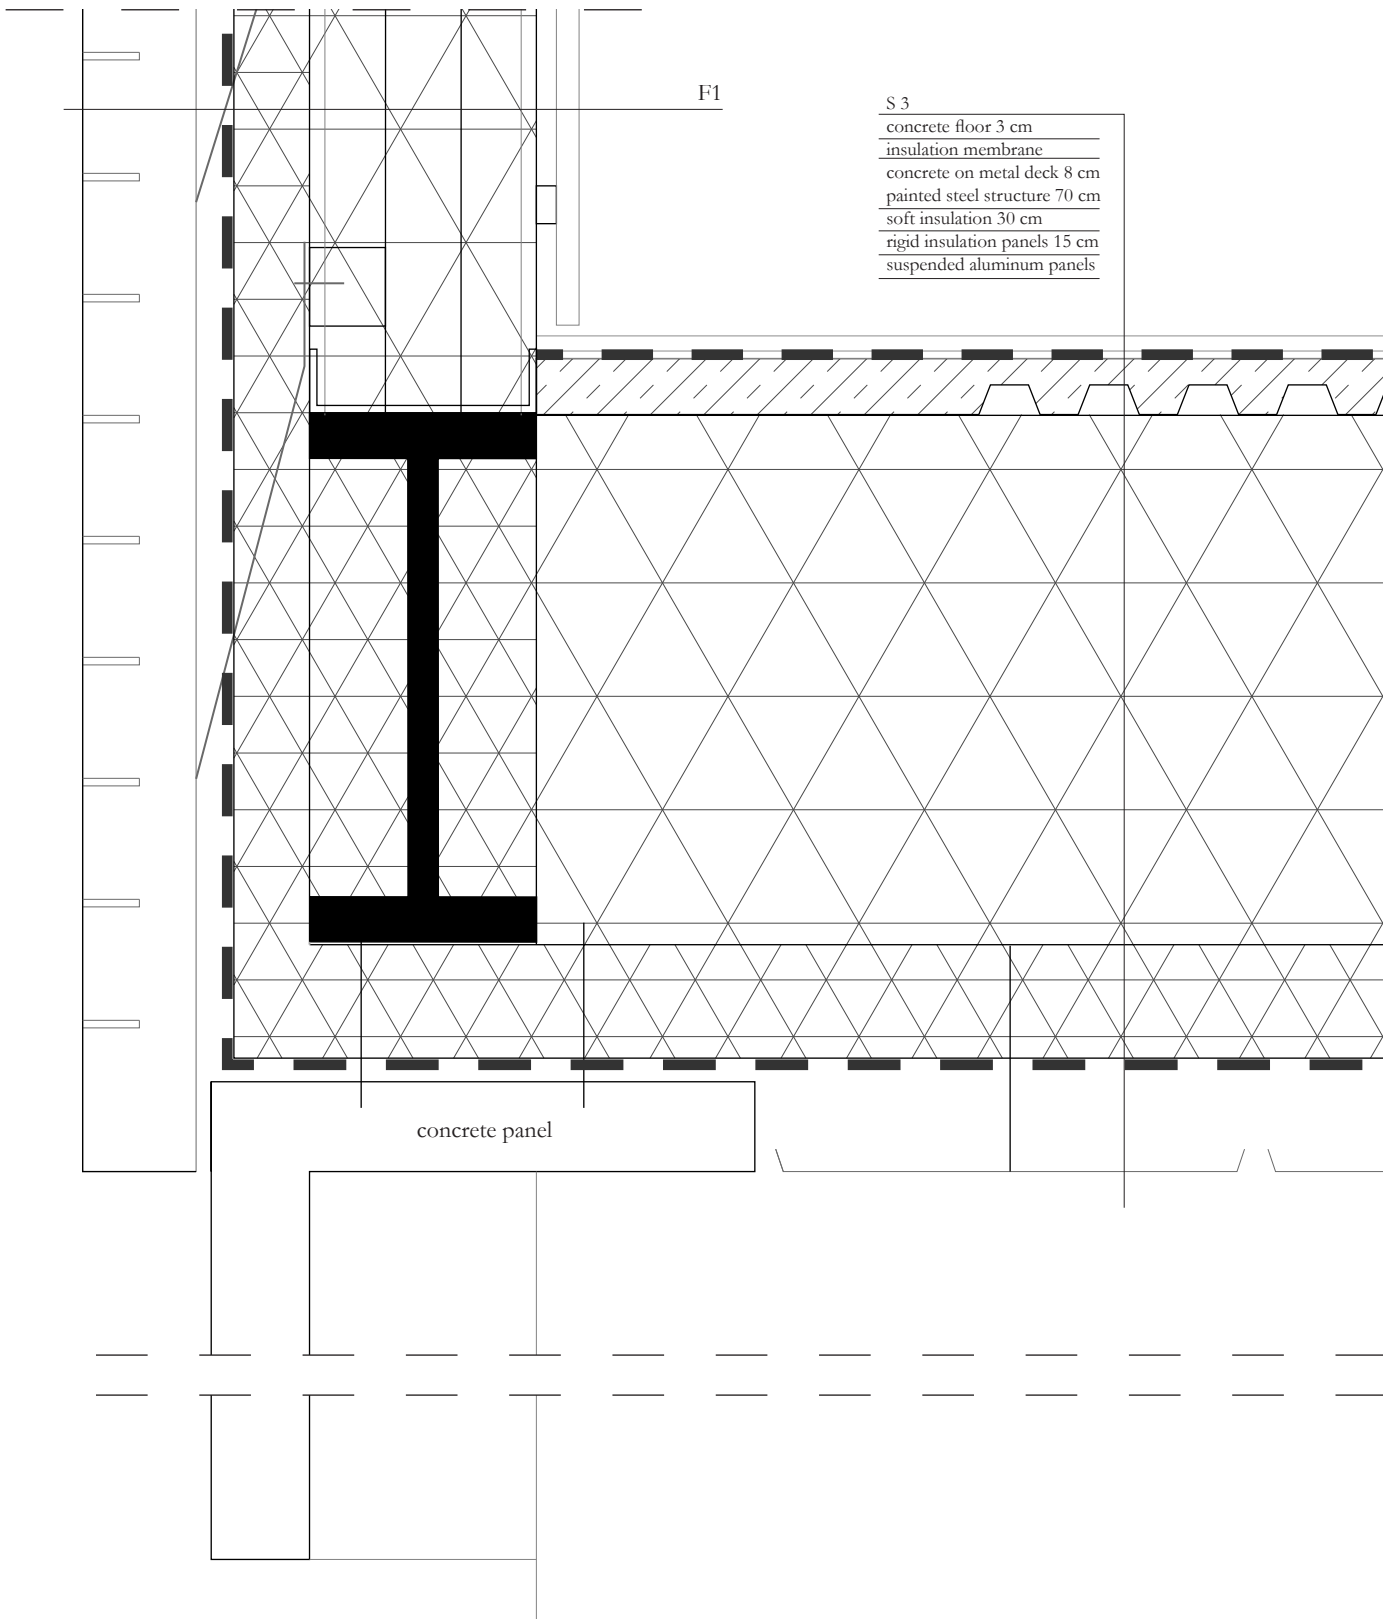 F1
S 3
concrete floor 3 cm
insulation membrane
concrete on metal deck 8 cm
painted steel structure 70 cm
soft insulation 30 cm
rigid insulation panels 15 cm
suspended aluminum panels
concrete panel